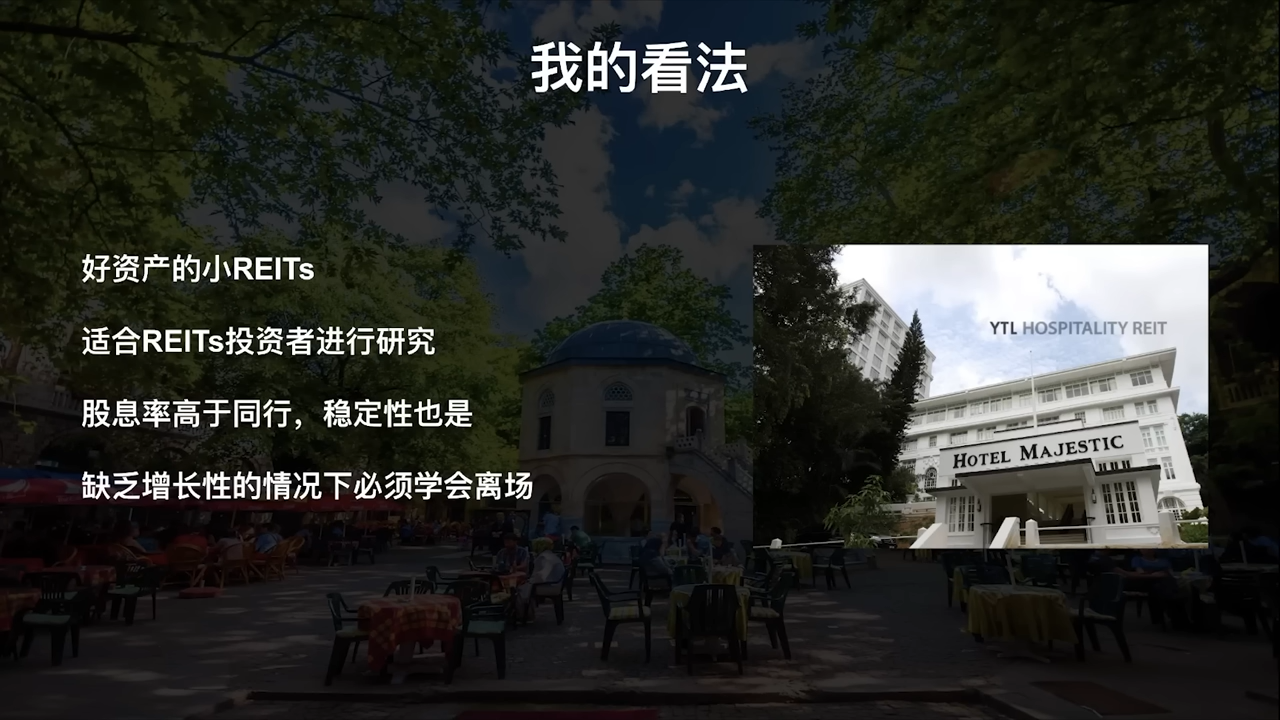 我的看法
好资产的小REITs
适合REITs投资者进行研究
股息率高于同行，稳定性也是
缺乏增长性的情况下必须学会离场
YTL HOSPITALITY REIT
HOTEL MAJESTIC